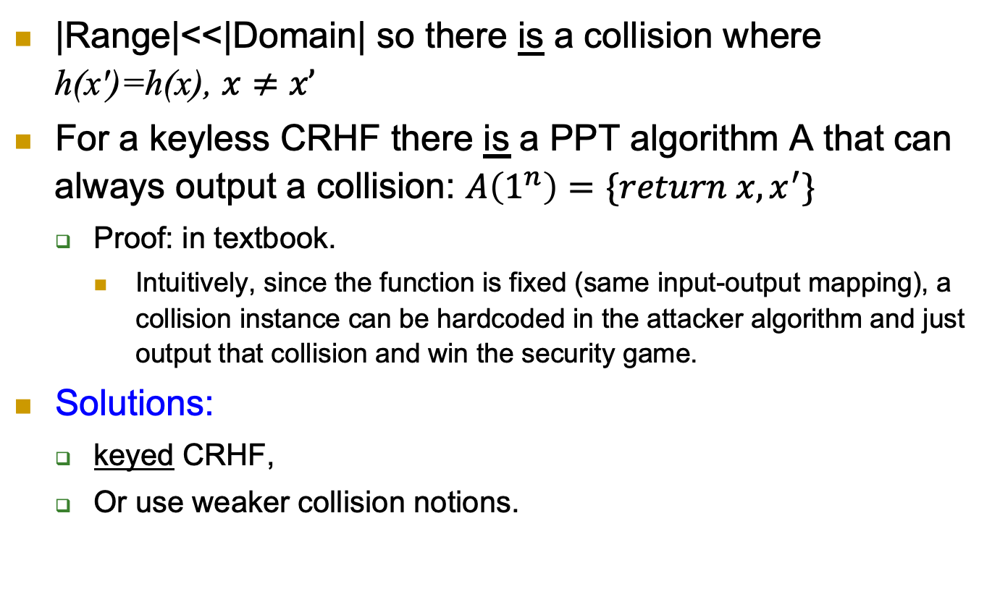 |Range|<<|Domain| so there is a collision where
h(x')=h(x), x ≠ x’
For a keyless CRHF there is a PPT algorithm A that can
always output a collision: A(1ⁿ) = {return x, x′}
Proof: in textbook.
Intuitively, since the function is fixed (same input-output mapping), a
collision instance can be hardcoded in the attacker algorithm and just
output that collision and win the security game.
Solutions:
keyed CRHF,
Or use weaker collision notions.